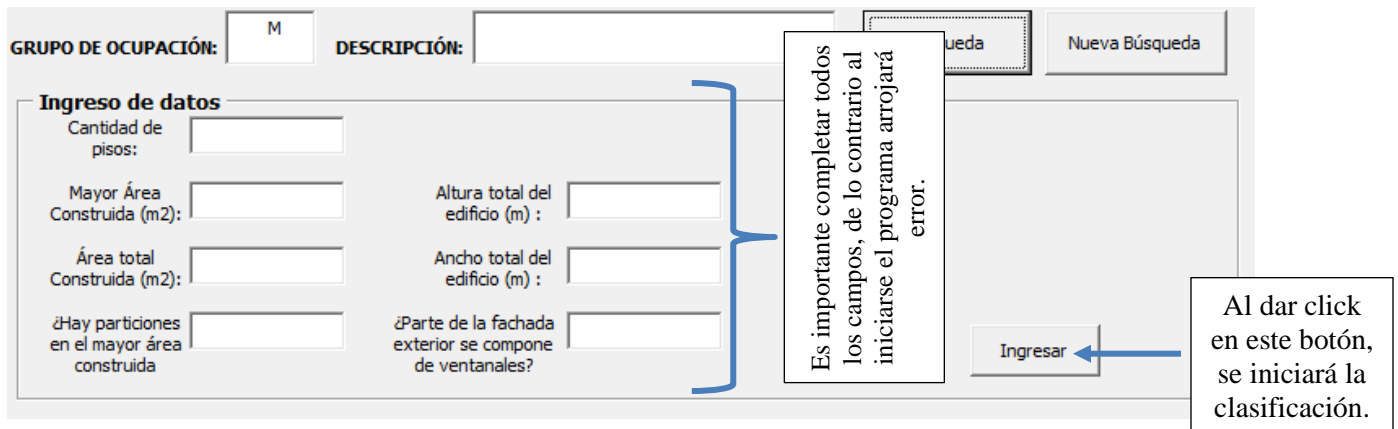 GRUPO DE OCUPACIÓN:
M
DESCRIPCIÓN:
Nueva Búsqueda
Ingreso de datos
Cantidad de
pisos:
Mayor Área
Construida (m2):
Altura total del
edificio (m) :
Área total
Construida (m2):
Ancho total del
edificio (m) :
¿Hay particiones
en el mayor área
construida
¿Parte de la fachada
exterior se compone
de ventanales?
Es importante completar todos
los campos, de lo contrario al
iniciarse el programa arrojará
error.
Ingresar
Al dar click
en este botón,
se iniciará la
clasificación.